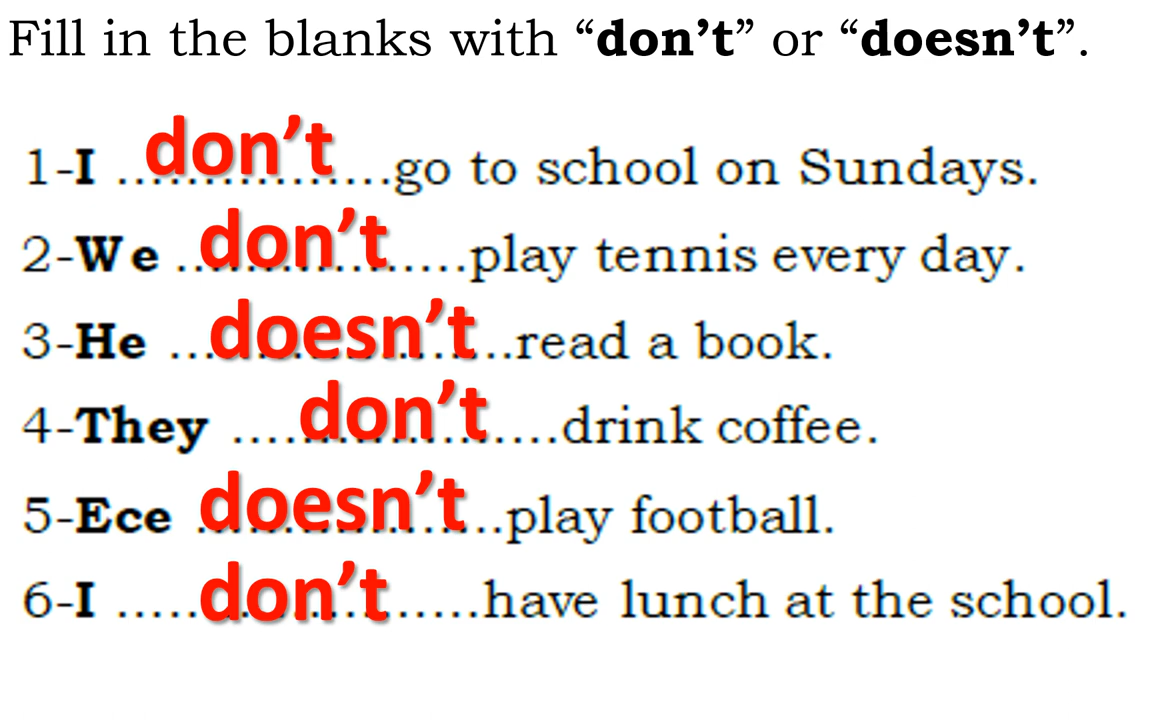 Fill in the blanks with “don’t” or “doesn’t”.
1-I ......don’t......go to school on Sundays.
2-We ......don’t......play tennis every day.
3-He ......doesn’t......read a book.
4-They ......don’t......drink coffee.
5-Ece ......doesn’t......play football.
6-I ......don’t......have lunch at the school.